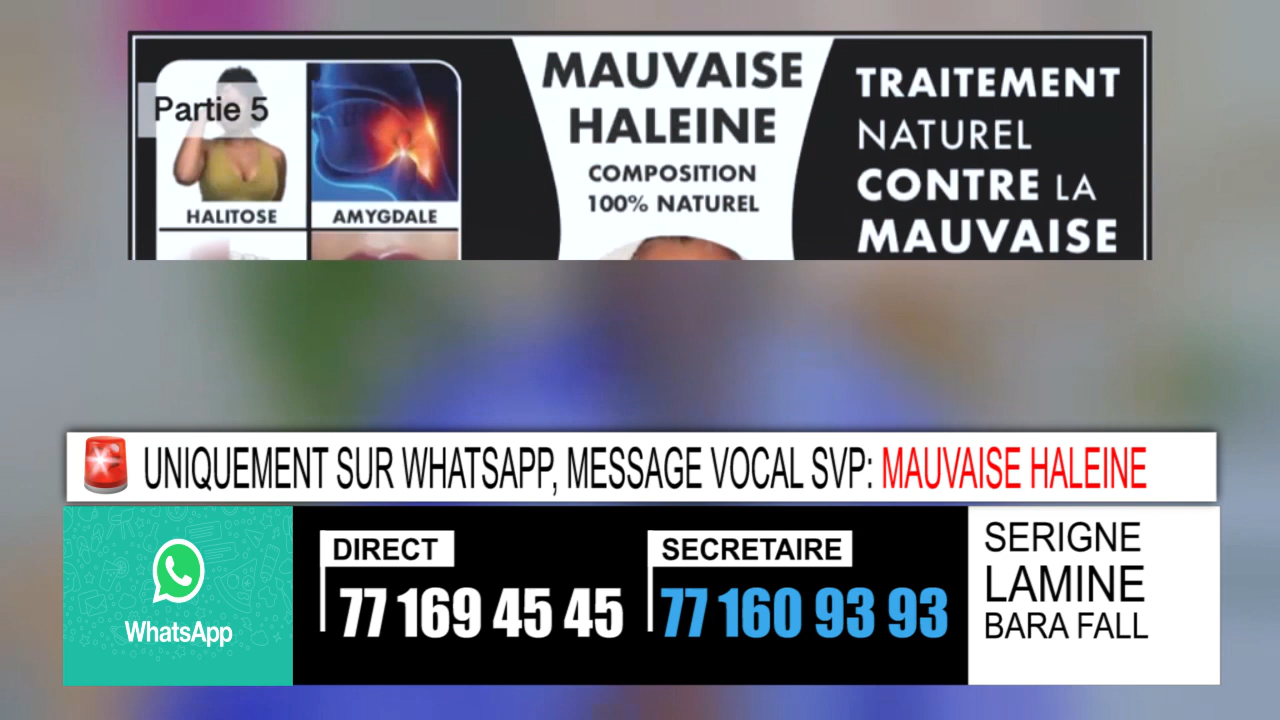 Partie 5
HALITOSE
AMYGDALE
MAUVAISE
HALEINE
COMPOSITION
100% NATUREL
TRAITEMENT
NATUREL
CONTRE LA
MAUVAISE
UNIQUEMENT SUR WHATSAPP, MESSAGE VOCAL SVP: MAUVAISE HALEINE
WhatsApp
DIRECT
77 169 45 45
SECRETAIRE
77 160 93 93
SERIGNE
LAMINE
BARA FALL